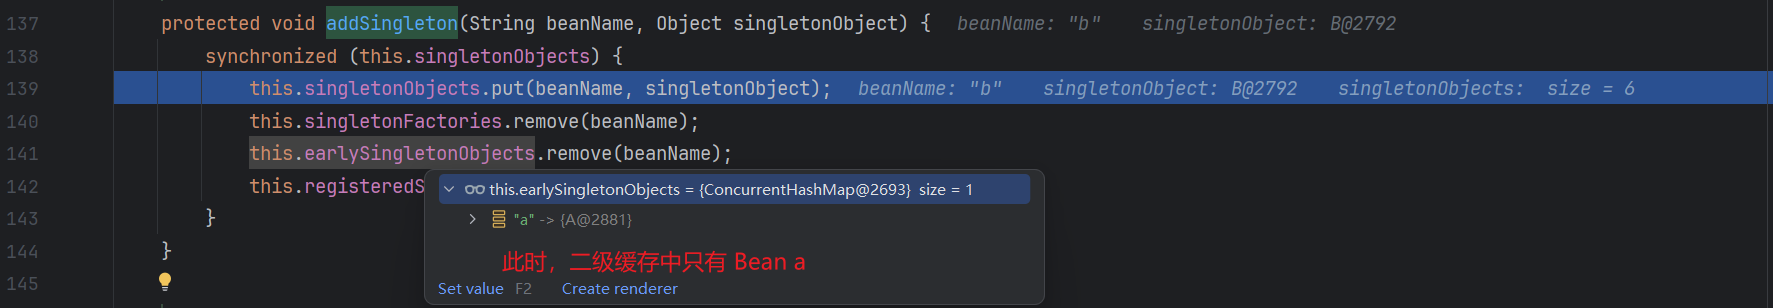 137 protected void addSingleton(String beanName, Object singletonObject) { beanName: "b" singletonObject: B@2792
138 synchronized (this.singletonObjects) {
139 this.singletonObjects.put(beanName, singletonObject); beanName: "b" singletonObject: B@2792 singletonObjects: size = 6
140 this.singletonFactories.remove(beanName);
141 this.earlySingletonObjects.remove(beanName);
142 this.registeredS
this.earlySingletonObjects = {ConcurrentHashMap@2693} size = 1
143 }
"a" -> {A@2881}
144 }
此时，二级缓存中只有 Bean a
145
Set value F2 Create renderer